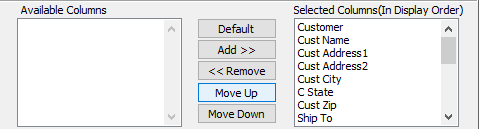 Available Columns
Selected Columns(In Display Order)
Default
Add >>
<< Remove
Move Up
Move Down
Customer
Cust Name
Cust Address1
Cust Address2
Cust City
C State
Cust Zip
Ship To